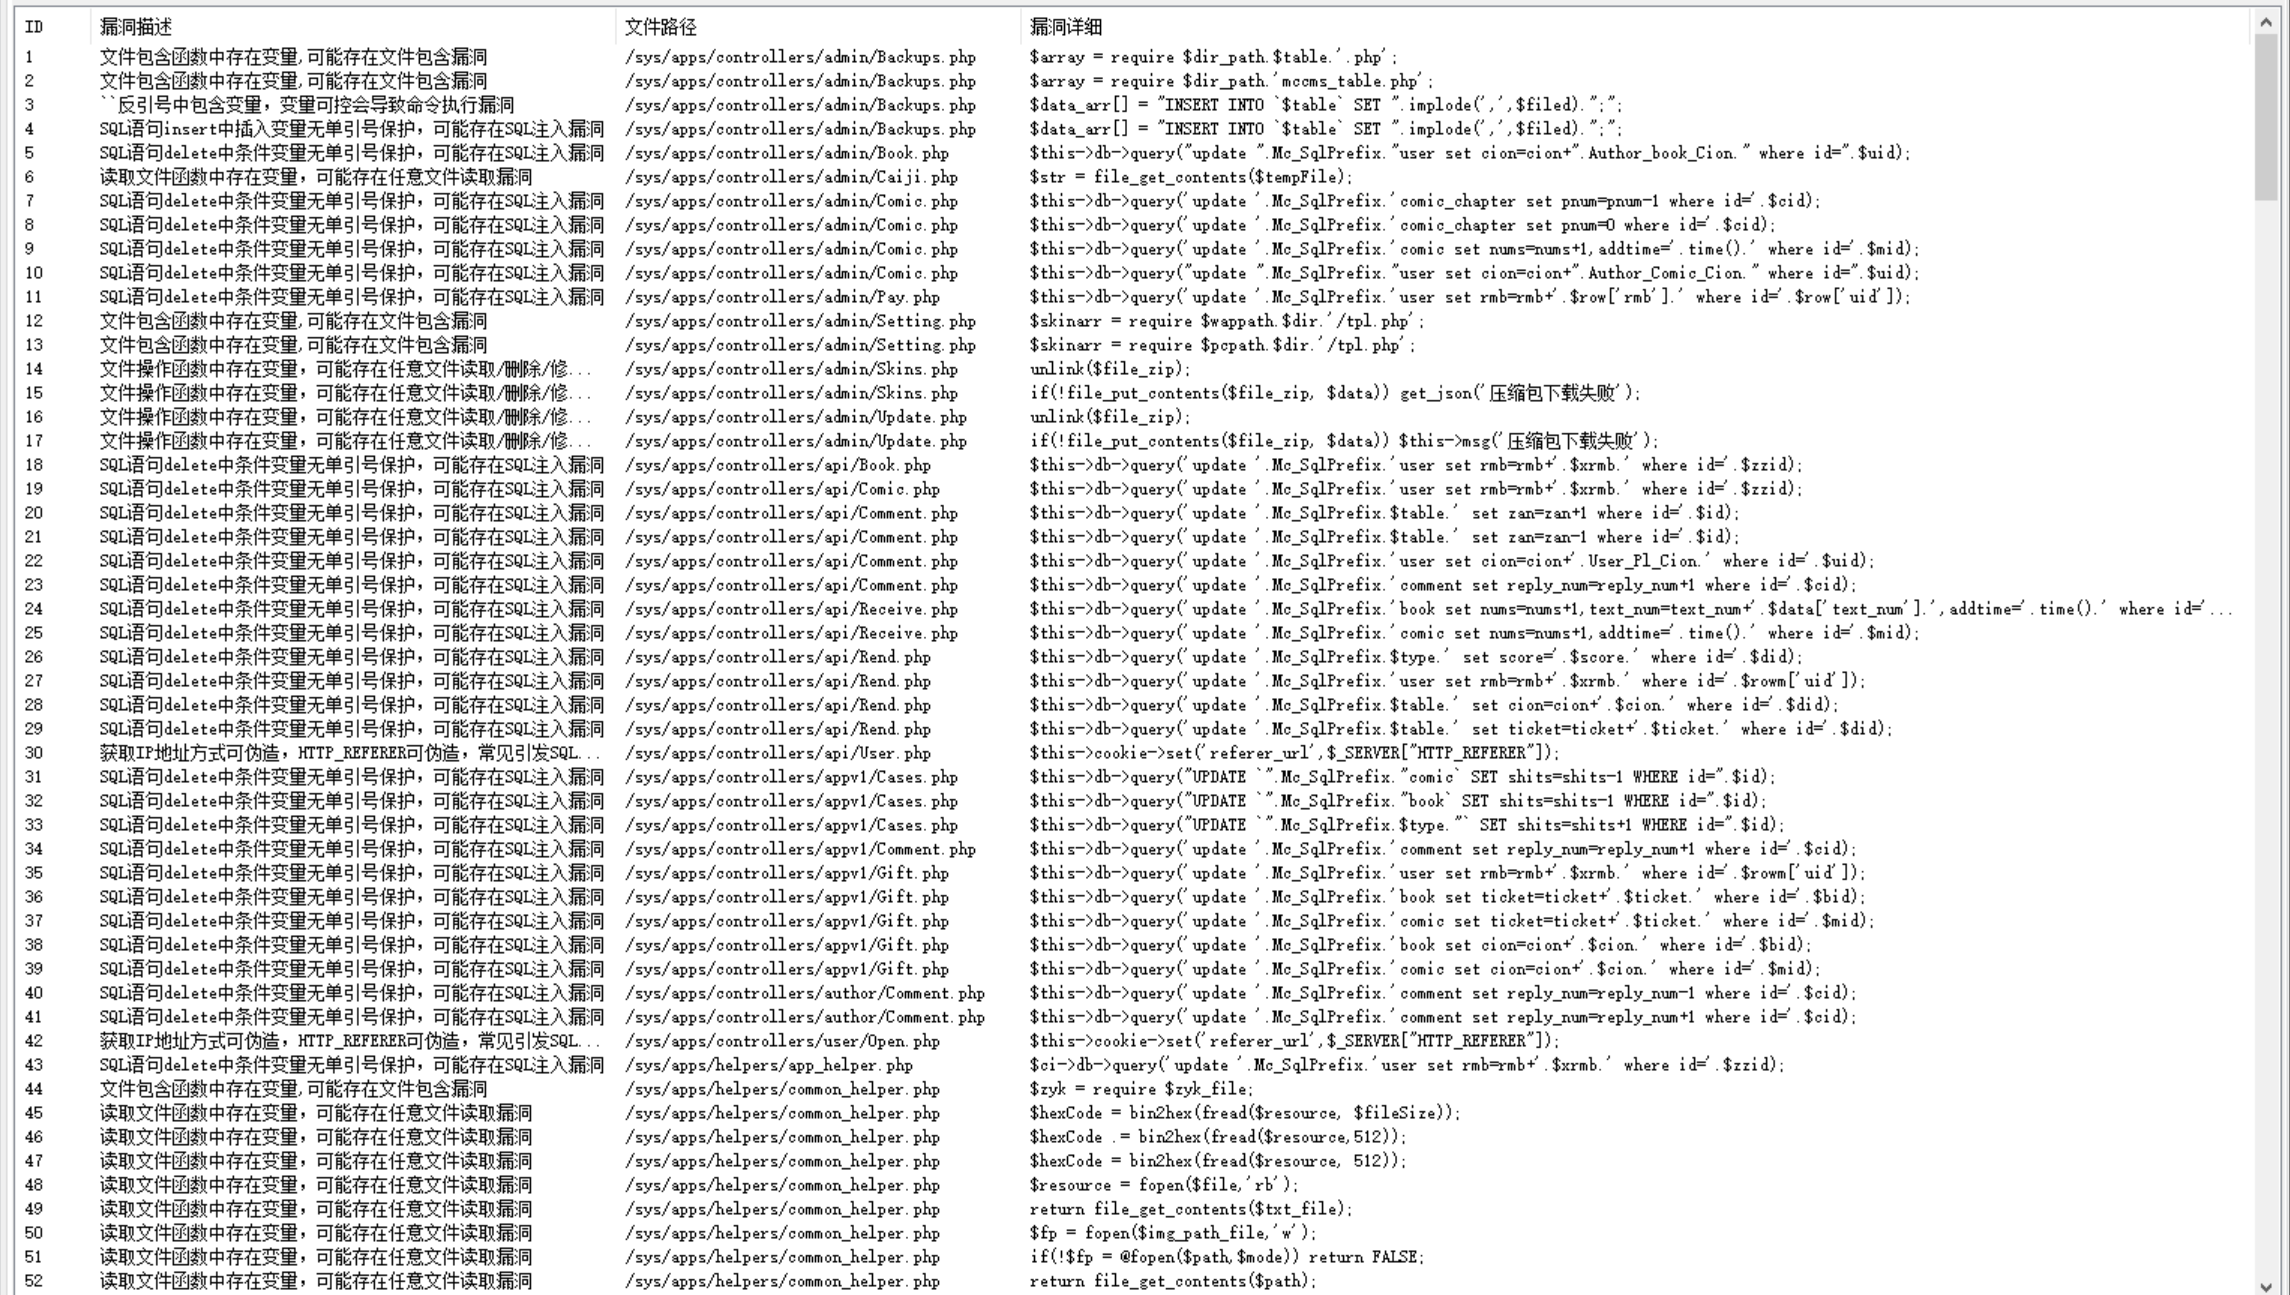 ID 漏洞描述 文件路径 漏洞详细
1 文件包含函数中存在变量,可能存在文件包含漏洞 /sys/apps/controllers/admin/Backups.php $array = require $dir_path.$table.'.php';
2 文件包含函数中存在变量,可能存在文件包含漏洞 /sys/apps/controllers/admin/Backups.php $array = require $dir_path.'mccms_table.php';
3 ``反引号中包含变量，变量可控会导致命令执行漏洞 /sys/apps/controllers/admin/Backups.php $data_arr[] = "INSERT INTO `$table` SET ".implode(',',$filed).";";
4 SQL语句insert中插入变量无单引号保护，可能存在SQL注入漏洞 /sys/apps/controllers/admin/Backups.php $data_arr[] = "INSERT INTO `$table` SET ".implode(',',$filed).";";
5 SQL语句delete中条件变量无单引号保护，可能存在SQL注入漏洞 /sys/apps/controllers/admin/Book.php $this->db->query("update ".Mc_SqlPrefix."user set cion=cion+".Author_book_Cion." where id=".$uid);
6 读取文件函数中存在变量，可能存在任意文件读取漏洞 /sys/apps/controllers/admin/Caiji.php $str = file_get_contents($tempFile);
7 SQL语句delete中条件变量无单引号保护，可能存在SQL注入漏洞 /sys/apps/controllers/admin/Comic.php $this->db->query('update '.Mc_SqlPrefix.'comic_chapter set pnum=pnum-1 where id='.$cid);
8 SQL语句delete中条件变量无单引号保护，可能存在SQL注入漏洞 /sys/apps/controllers/admin/Comic.php $this->db->query('update '.Mc_SqlPrefix.'comic_chapter set pnum=0 where id='.$cid);
9 SQL语句delete中条件变量无单引号保护，可能存在SQL注入漏洞 /sys/apps/controllers/admin/Comic.php $this->db->query('update '.Mc_SqlPrefix.'comic set nums=nums+1,addtime='.time().' where id='.$mid);
10 SQL语句delete中条件变量无单引号保护，可能存在SQL注入漏洞 /sys/apps/controllers/admin/Comic.php $this->db->query("update ".Mc_SqlPrefix."user set cion=cion+".Author_Comic_Cion." where id=".$uid);
11 SQL语句delete中条件变量无单引号保护，可能存在SQL注入漏洞 /sys/apps/controllers/admin/Pay.php $this->db->query('update '.Mc_SqlPrefix.'user set rmb=rmb+'.$row['rmb'].' where id='.$row['uid']);
12 文件包含函数中存在变量,可能存在文件包含漏洞 /sys/apps/controllers/admin/Setting.php $skinarr = require $wappath.$dir.'/tpl.php';
13 文件包含函数中存在变量,可能存在文件包含漏洞 /sys/apps/controllers/admin/Setting.php $skinarr = require $pcpath.$dir.'/tpl.php';
14 文件操作函数中存在变量，可能存在任意文件读取/删除/修... /sys/apps/controllers/admin/Skins.php unlink($file_zip);
15 文件操作函数中存在变量，可能存在任意文件读取/删除/修... /sys/apps/controllers/admin/Skins.php if(!file_put_contents($file_zip, $data)) get_json('压缩包下载失败');
16 文件操作函数中存在变量，可能存在任意文件读取/删除/修... /sys/apps/controllers/admin/Update.php unlink($file_zip);
17 文件操作函数中存在变量，可能存在任意文件读取/删除/修... /sys/apps/controllers/admin/Update.php if(!file_put_contents($file_zip, $data)) $this->msg('压缩包下载失败');
18 SQL语句delete中条件变量无单引号保护，可能存在SQL注入漏洞 /sys/apps/controllers/api/Book.php $this->db->query('update '.Mc_SqlPrefix.'user set rmb=rmb+'.$xrmb.' where id='.$zzid);
19 SQL语句delete中条件变量无单引号保护，可能存在SQL注入漏洞 /sys/apps/controllers/api/Comic.php $this->db->query('update '.Mc_SqlPrefix.'user set rmb=rmb+'.$xrmb.' where id='.$zzid);
20 SQL语句delete中条件变量无单引号保护，可能存在SQL注入漏洞 /sys/apps/controllers/api/Comment.php $this->db->query('update '.Mc_SqlPrefix.$table.' set zan=zan+1 where id='.$id);
21 SQL语句delete中条件变量无单引号保护，可能存在SQL注入漏洞 /sys/apps/controllers/api/Comment.php $this->db->query('update '.Mc_SqlPrefix.$table.' set zan=zan-1 where id='.$id);
22 SQL语句delete中条件变量无单引号保护，可能存在SQL注入漏洞 /sys/apps/controllers/api/Comment.php $this->db->query('update '.Mc_SqlPrefix.'user set cion=cion+'.User_Pl_Cion.' where id='.$uid);
23 SQL语句delete中条件变量无单引号保护，可能存在SQL注入漏洞 /sys/apps/controllers/api/Comment.php $this->db->query('update '.Mc_SqlPrefix.'comment set reply_num=reply_num+1 where id='.$cid);
24 SQL语句delete中条件变量无单引号保护，可能存在SQL注入漏洞 /sys/apps/controllers/api/Receive.php $this->db->query('update '.Mc_SqlPrefix.'book set nums=nums+1,text_num=text_num+'.$data['text_num'].',addtime='.time().' where id='...
25 SQL语句delete中条件变量无单引号保护，可能存在SQL注入漏洞 /sys/apps/controllers/api/Receive.php $this->db->query('update '.Mc_SqlPrefix.'comic set nums=nums+1,addtime='.time().' where id='.$mid);
26 SQL语句delete中条件变量无单引号保护，可能存在SQL注入漏洞 /sys/apps/controllers/api/Rend.php $this->db->query('update '.Mc_SqlPrefix.$type.' set score='.$score.' where id='.$did);
27 SQL语句delete中条件变量无单引号保护，可能存在SQL注入漏洞 /sys/apps/controllers/api/Rend.php $this->db->query('update '.Mc_SqlPrefix.'user set rmb=rmb+'.$xrmb.' where id='.$rowm['uid']);
28 SQL语句delete中条件变量无单引号保护，可能存在SQL注入漏洞 /sys/apps/controllers/api/Rend.php $this->db->query('update '.Mc_SqlPrefix.$table.' set cion=cion+'.$cion.' where id='.$did);
29 SQL语句delete中条件变量无单引号保护，可能存在SQL注入漏洞 /sys/apps/controllers/api/Rend.php $this->db->query('update '.Mc_SqlPrefix.$table.' set ticket=ticket+'.$ticket.' where id='.$did);
30 获取IP地址方式可伪造，HTTP_REFERER可伪造，常见引发SQL... /sys/apps/controllers/api/User.php $this->cookie->set('referer_url',$_SERVER["HTTP_REFERER"]);
31 SQL语句delete中条件变量无单引号保护，可能存在SQL注入漏洞 /sys/apps/controllers/appv1/Cases.php $this->db->query("UPDATE `".Mc_SqlPrefix."comic` SET shits=shits-1 WHERE id=".$id);
32 SQL语句delete中条件变量无单引号保护，可能存在SQL注入漏洞 /sys/apps/controllers/appv1/Cases.php $this->db->query("UPDATE `".Mc_SqlPrefix."book` SET shits=shits-1 WHERE id=".$id);
33 SQL语句delete中条件变量无单引号保护，可能存在SQL注入漏洞 /sys/apps/controllers/appv1/Cases.php $this->db->query("UPDATE `".Mc_SqlPrefix.$type."` SET shits=shits+1 WHERE id=".$id);
34 SQL语句delete中条件变量无单引号保护，可能存在SQL注入漏洞 /sys/apps/controllers/appv1/Comment.php $this->db->query('update '.Mc_SqlPrefix.'comment set reply_num=reply_num+1 where id='.$cid);
35 SQL语句delete中条件变量无单引号保护，可能存在SQL注入漏洞 /sys/apps/controllers/appv1/Gift.php $this->db->query('update '.Mc_SqlPrefix.'user set rmb=rmb+'.$xrmb.' where id='.$rowm['uid']);
36 SQL语句delete中条件变量无单引号保护，可能存在SQL注入漏洞 /sys/apps/controllers/appv1/Gift.php $this->db->query('update '.Mc_SqlPrefix.'book set ticket=ticket+'.$ticket.' where id='.$bid);
37 SQL语句delete中条件变量无单引号保护，可能存在SQL注入漏洞 /sys/apps/controllers/appv1/Gift.php $this->db->query('update '.Mc_SqlPrefix.'comic set ticket=ticket+'.$ticket.' where id='.$mid);
38 SQL语句delete中条件变量无单引号保护，可能存在SQL注入漏洞 /sys/apps/controllers/appv1/Gift.php $this->db->query('update '.Mc_SqlPrefix.'book set cion=cion+'.$cion.' where id='.$bid);
39 SQL语句delete中条件变量无单引号保护，可能存在SQL注入漏洞 /sys/apps/controllers/appv1/Gift.php $this->db->query('update '.Mc_SqlPrefix.'comic set cion=cion+'.$cion.' where id='.$mid);
40 SQL语句delete中条件变量无单引号保护，可能存在SQL注入漏洞 /sys/apps/controllers/author/Comment.php $this->db->query('update '.Mc_SqlPrefix.'comment set reply_num=reply_num-1 where id='.$cid);
41 SQL语句delete中条件变量无单引号保护，可能存在SQL注入漏洞 /sys/apps/controllers/author/Comment.php $this->db->query('update '.Mc_SqlPrefix.'comment set reply_num=reply_num+1 where id='.$cid);
42 获取IP地址方式可伪造，HTTP_REFERER可伪造，常见引发SQL... /sys/apps/controllers/user/Open.php $this->cookie->set('referer_url',$_SERVER["HTTP_REFERER"]);
43 SQL语句delete中条件变量无单引号保护，可能存在SQL注入漏洞 /sys/apps/helpers/app_helper.php $ci->db->query('update '.Mc_SqlPrefix.'user set rmb=rmb+'.$xrmb.' where id='.$zzid);
44 文件包含函数中存在变量,可能存在文件包含漏洞 /sys/apps/helpers/common_helper.php $zyk = require $zyk_file;
45 读取文件函数中存在变量，可能存在任意文件读取漏洞 /sys/apps/helpers/common_helper.php $hexCode = bin2hex(fread($resource, $fileSize));
46 读取文件函数中存在变量，可能存在任意文件读取漏洞 /sys/apps/helpers/common_helper.php $hexCode .= bin2hex(fread($resource,512));
47 读取文件函数中存在变量，可能存在任意文件读取漏洞 /sys/apps/helpers/common_helper.php $hexCode = bin2hex(fread($resource, 512));
48 读取文件函数中存在变量，可能存在任意文件读取漏洞 /sys/apps/helpers/common_helper.php $resource = fopen($file,'rb');
49 读取文件函数中存在变量，可能存在任意文件读取漏洞 /sys/apps/helpers/common_helper.php return file_get_contents($txt_file);
50 读取文件函数中存在变量，可能存在任意文件读取漏洞 /sys/apps/helpers/common_helper.php $fp = fopen($img_path_file,'w');
51 读取文件函数中存在变量，可能存在任意文件读取漏洞 /sys/apps/helpers/common_helper.php if(!$fp = @fopen($path,$mode)) return FALSE;
52 读取文件函数中存在变量，可能存在任意文件读取漏洞 /sys/apps/helpers/common_helper.php return file_get_contents($path);